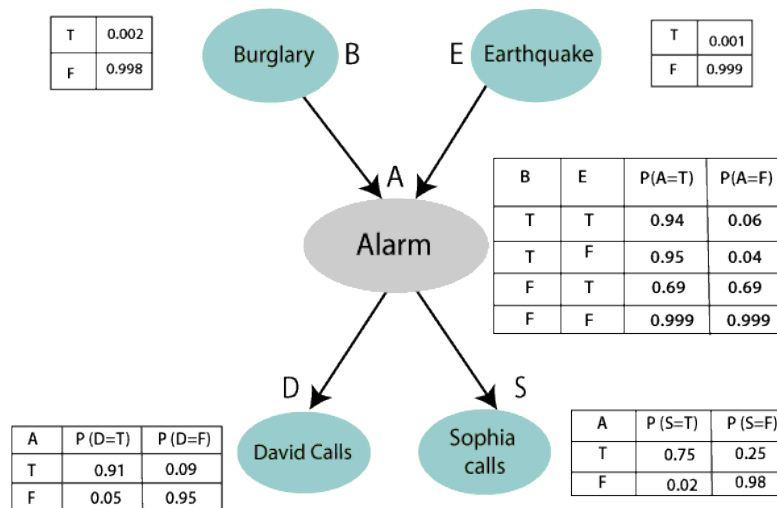 T 0.002
F 0.998
Burglary B
E Earthquake
T 0.001
F 0.999
A
Alarm
B E P(A=T) P(A=F)
T T 0.94 0.06
T F 0.95 0.04
F T 0.69 0.69
F F 0.999 0.999
D
S
David Calls
Sophia
calls
A P (D=T) P (D=F)
T 0.91 0.09
F 0.05 0.95
A P (S=T) P (S=F)
T 0.75 0.25
F 0.02 0.98